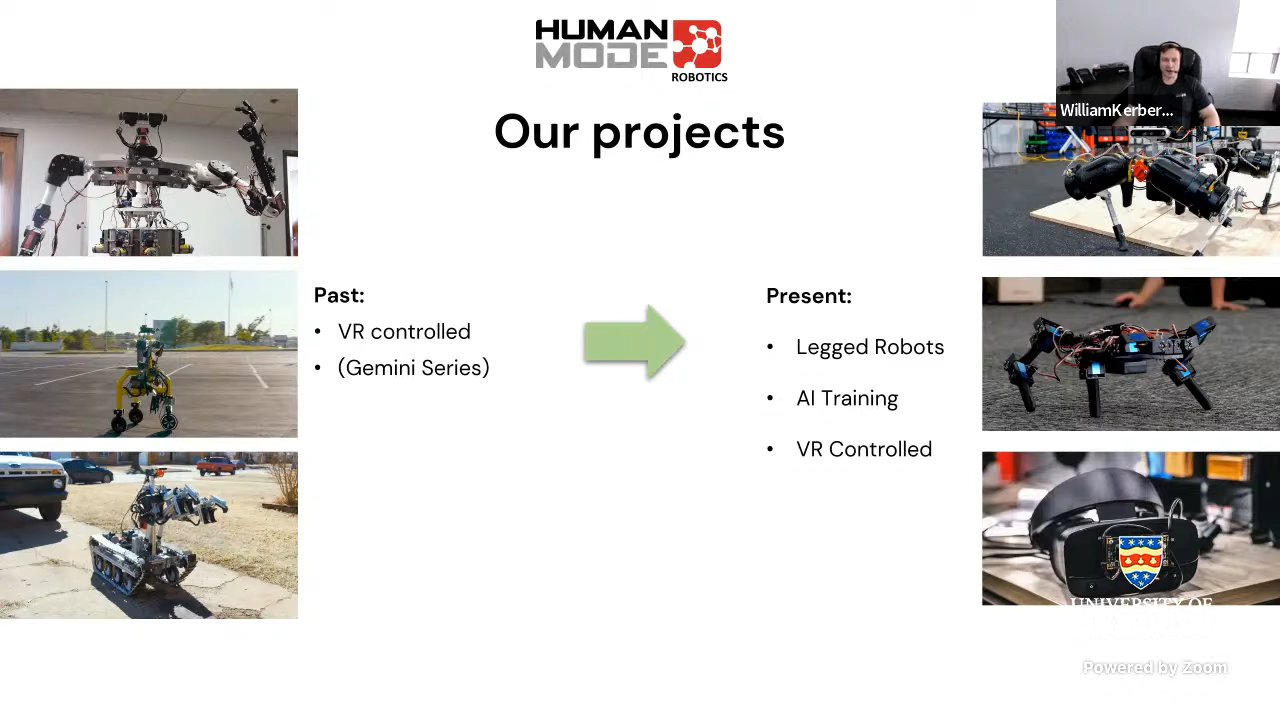 HUMAN
MODE
ROBOTICS
WilliamKerber...
Our projects
Past:
• VR controlled
• (Gemini Series)
Present:
• Legged Robots
• AI Training
• VR Controlled
UNIVERSITY OF
Powered by Zoom